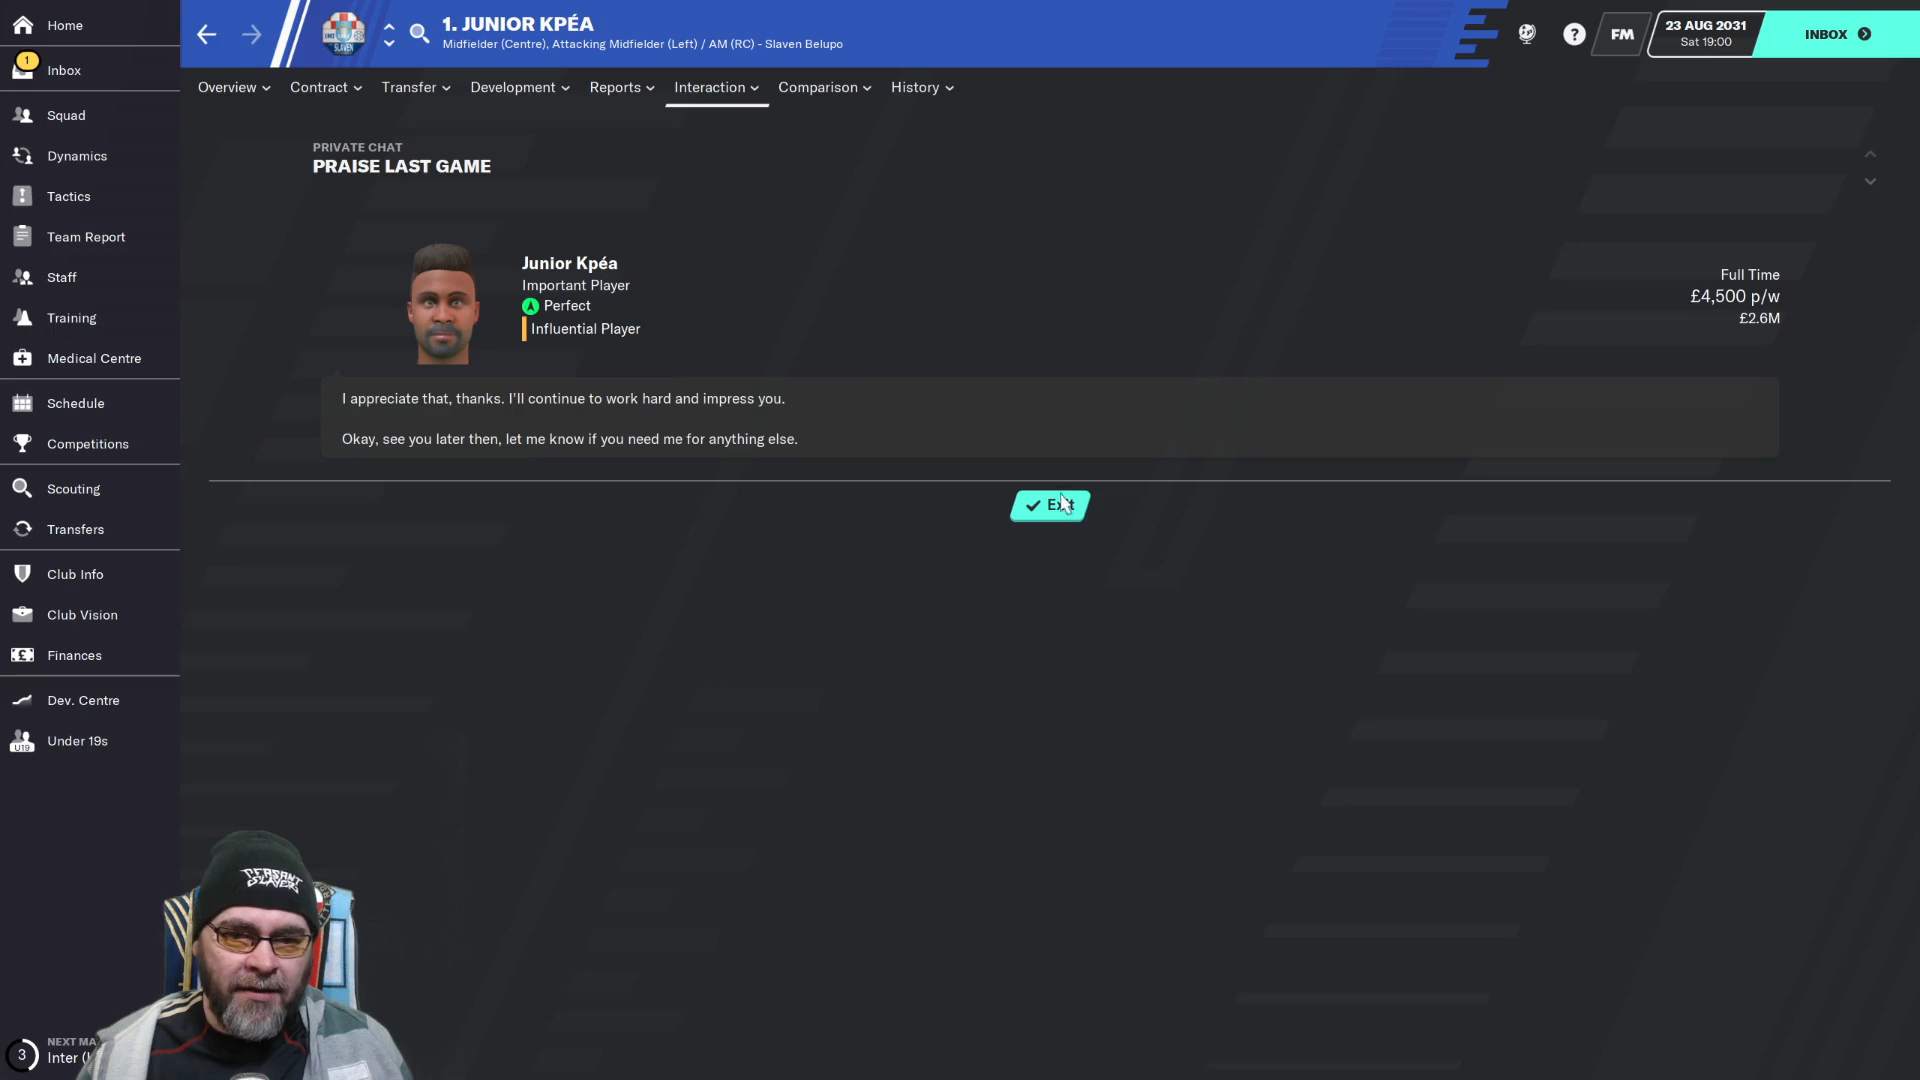 Home
1. JUNIOR KPÉA
Midfielder (Centre), Attacking Midfielder (Left) / AM (RC) - Slaven Belupo
?
FM
23 AUG 2031
Sat 19:00
INBOX
1
Inbox
Overview
Contract
Transfer
Development
Reports
Interaction
Comparison
History
Squad
Dynamics
Tactics
Team Report
Staff
Training
Medical Centre
Schedule
Competitions
Scouting
Transfers
Club Info
Club Vision
Finances
Dev. Centre
U19
Under 19s
PRIVATE CHAT
PRAISE LAST GAME
Junior Kpéa
Important Player
Perfect
Influential Player
Full Time
£4,500 p/w
£2.6M
I appreciate that, thanks. I'll continue to work hard and impress you.
Okay, see you later then, let me know if you need me for anything else.
Exit
PEASANT
SLAYER
SLAVEN
3
NEXT MA
Inter (